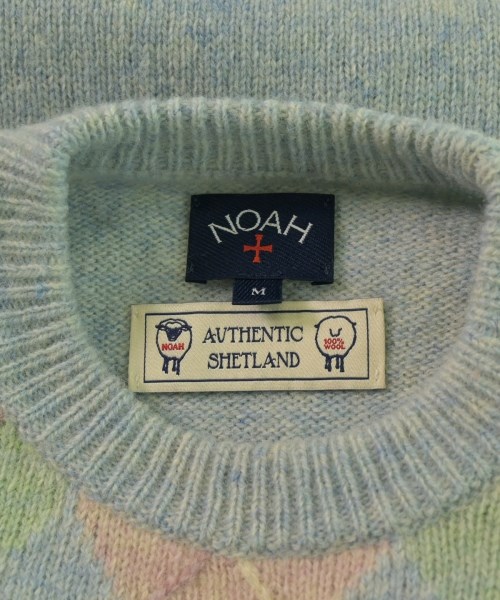 NOAH
M
NOAH
AUTHENTIC
SHETLAND
100%
WOOL